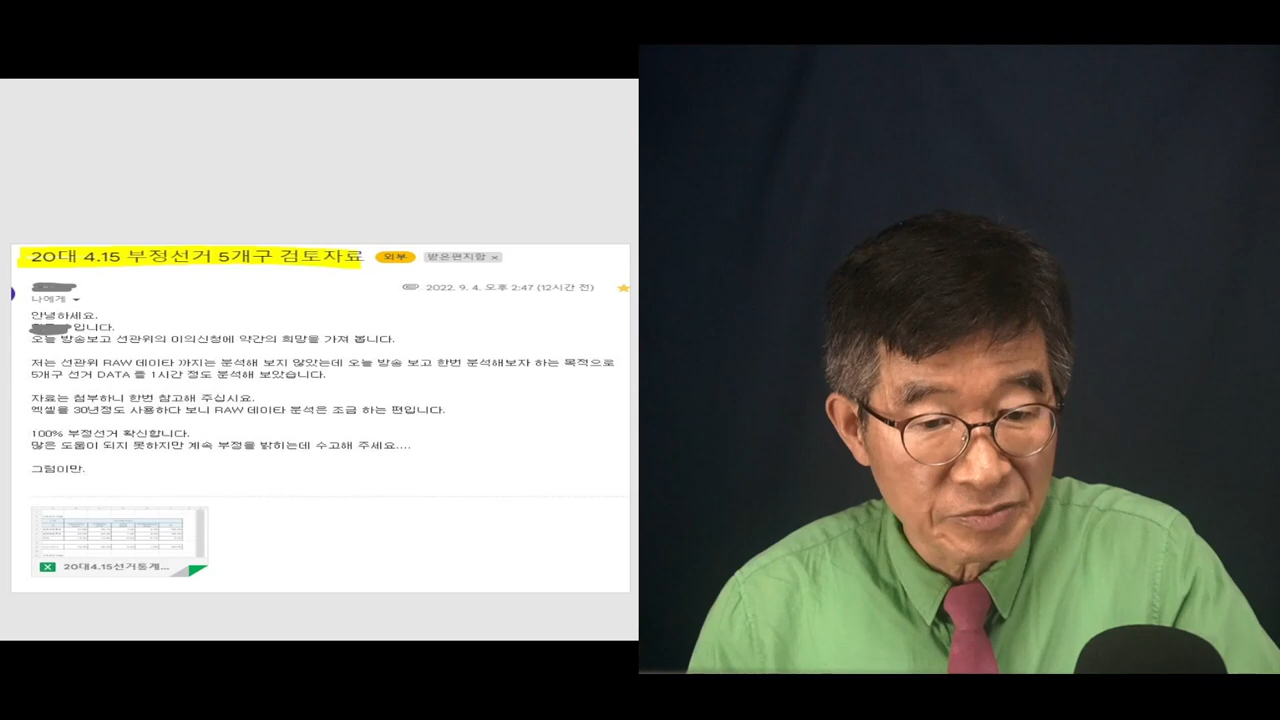 20대 4.15 부정선거 5개구 검토자료 외부 받은편지함 ×
2022. 9. 4. 오후 2:47 (12시간 전)
나에게
안녕하세요.
입니다.
오늘 방송보고 선관위의 미의신청에 약간의 희망을 가져 봅니다.
저는 선관위 RAW 데이타 까지는 분석해 보지 않았는데 오늘 방송 보고 한번 분석해보자 하는 목적으로
5개구 선거 DATA 를 1시간 정도 분석해 보았습니다.
자료는 첨부하니 한번 참고해 주십시요.
엑셀을 30년정도 사용하다 보니 RAW 데이타 분석은 조금 하는 편입니다.
100% 부정선거 확신합니다.
많은 도움이 되지 못하지만 계속 부정을 밝히는데 수고해 주세요....
그럼이만.
20대4.15선거통계...